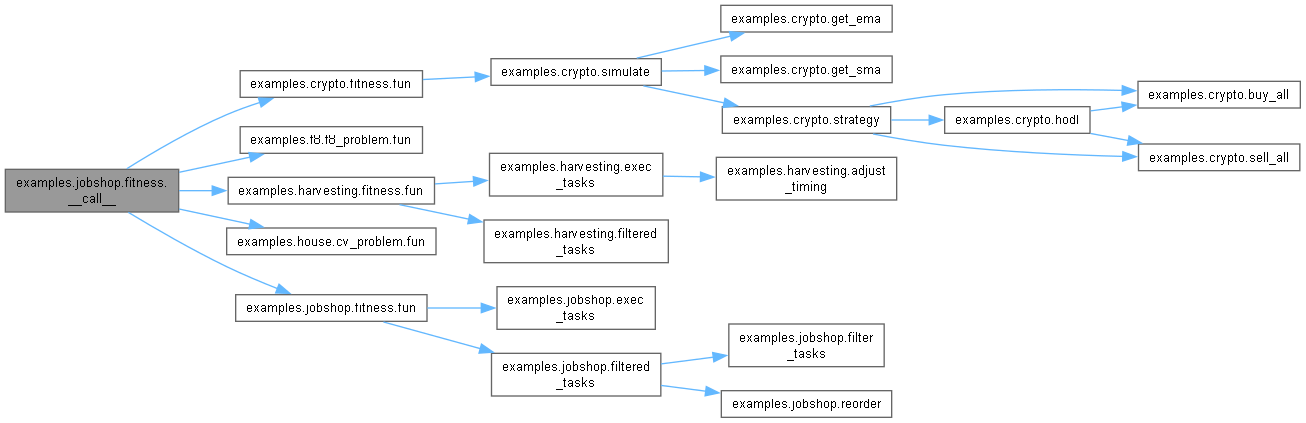 examples.jobshop.fitness.
__call__
examples.crypto.fitness.fun
examples.crypto.simulate
examples.crypto.get_ema
examples.crypto.get_sma
examples.crypto.strategy
examples.crypto.hodl
examples.crypto.buy_all
examples.crypto.sell_all
examples.f8.f8_problem.fun
examples.harvesting.fitness.fun
examples.harvesting.exec
_tasks
examples.harvesting.adjust
_timing
examples.harvesting.filtered
_tasks
examples.house.cv_problem.fun
examples.jobshop.fitness.fun
examples.jobshop.exec
_tasks
examples.jobshop.filtered
_tasks
examples.jobshop.filter
_tasks
examples.jobshop.reorder